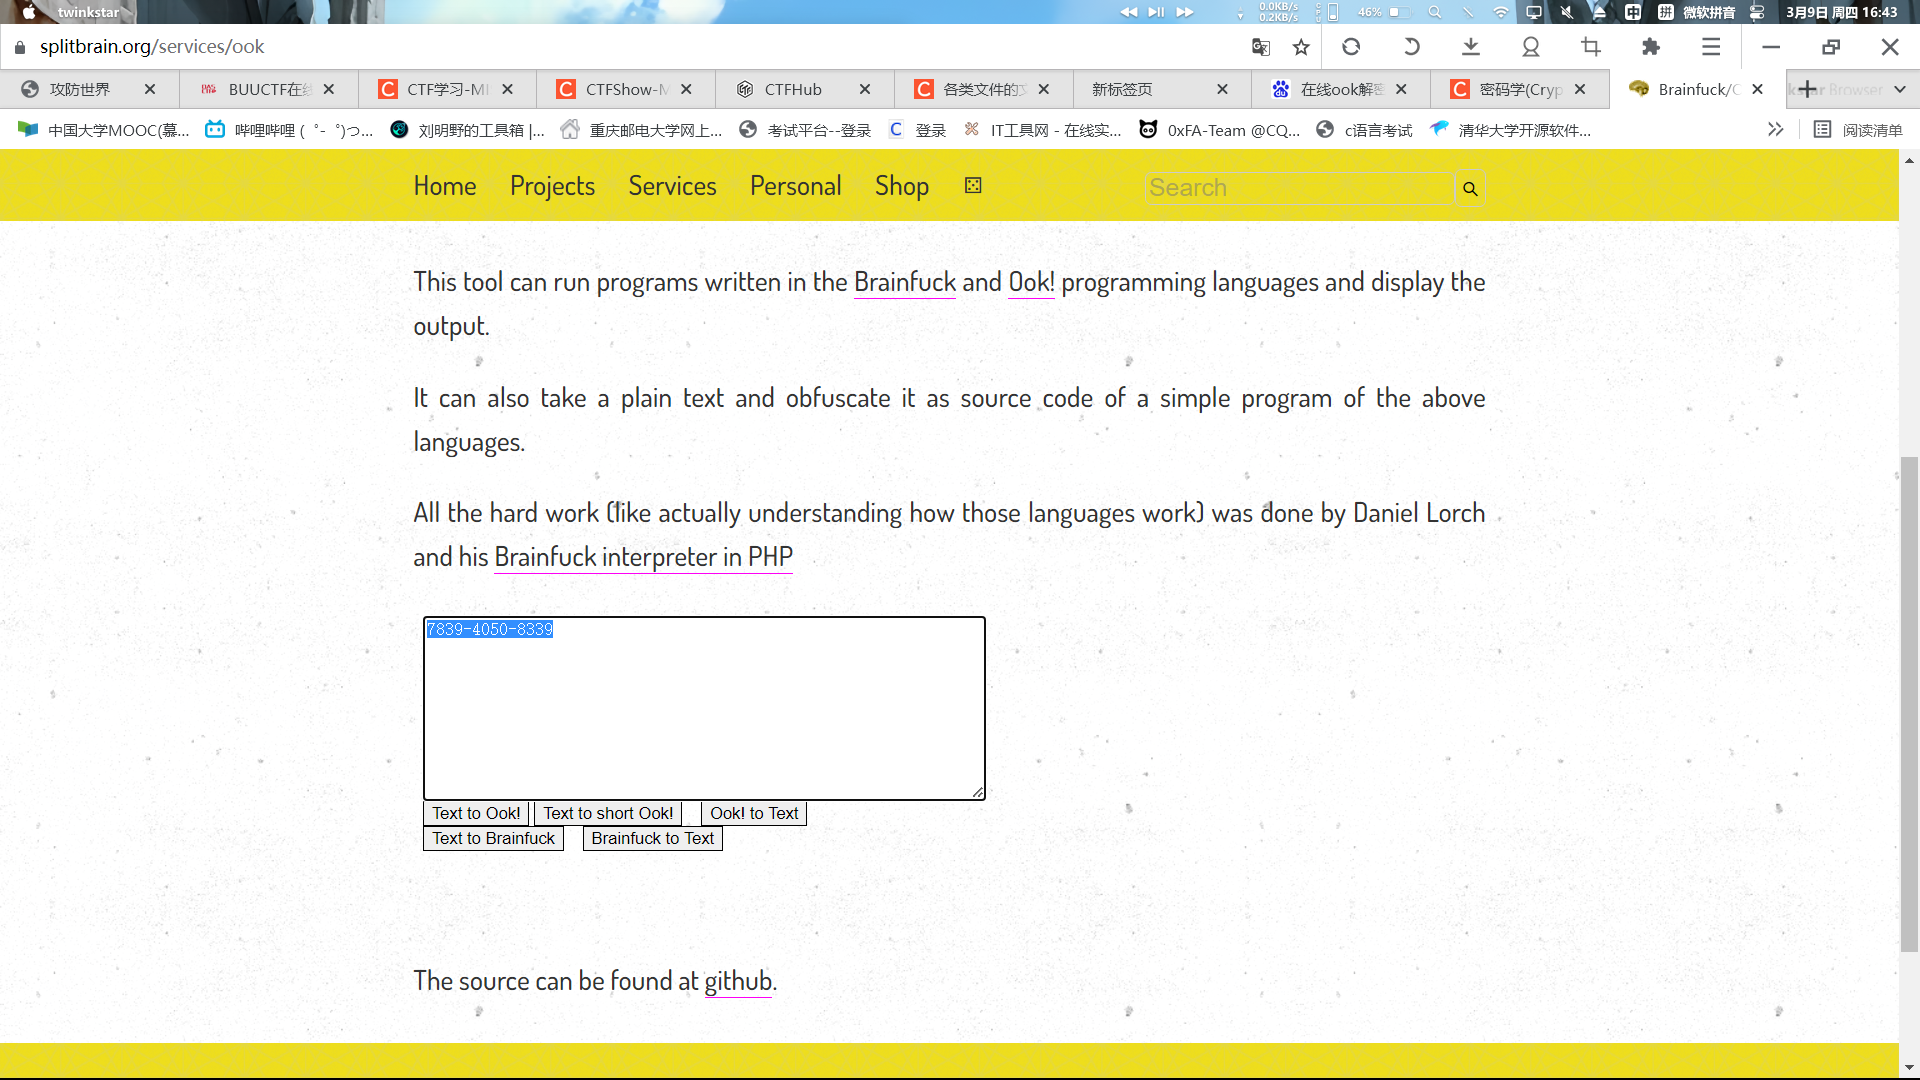 twinkstar
0.0KB/s
0.2KB/s
46%
中
拼
微软拼音
3月9日 周四 16:43
splitbrain.org/services/ook
攻防世界
BUUCTF在线
CTF学习-MI
CTFShow-M
CTFHub
各类文件的文
新标签页
在线ook解密
密码学(Cryp
Brainfuck/O
Browser
中国大学MOOC(慕...
哔哩哔哩 ( ゜- ゜)つ...
刘明野的工具箱 |...
重庆邮电大学网上...
考试平台--登录
登录
IT工具网 - 在线实...
0xFA-Team @CQ...
c语言考试
清华大学开源软件...
阅读清单
Home
Projects
Services
Personal
Shop
Search
This tool can run programs written in the Brainfuck and Ook! programming languages and display the
output.
It can also take a plain text and obfuscate it as source code of a simple program of the above
languages.
All the hard work (like actually understanding how those languages work) was done by Daniel Lorch
and his Brainfuck interpreter in PHP
7839-4050-8339
Text to Ook!
Text to short Ook!
Ook! to Text
Text to Brainfuck
Brainfuck to Text
The source can be found at github.